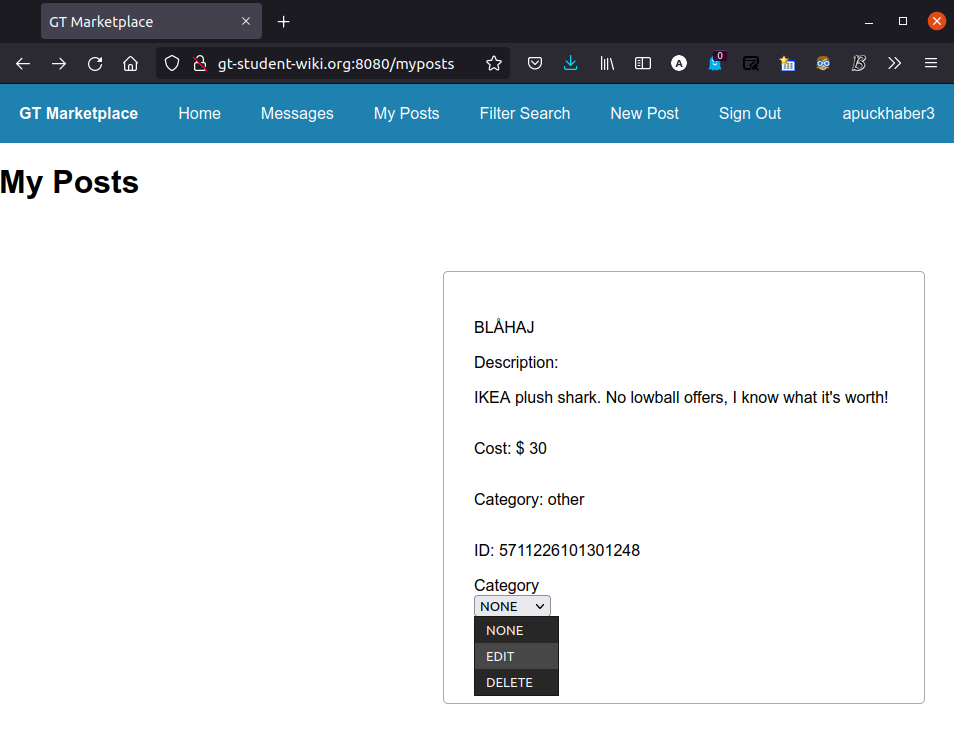 GT Marketplace
gt-student-wiki.org:8080/myposts
0
GT Marketplace Home Messages My Posts Filter Search New Post Sign Out apuckhaber3
My Posts
BLÅHAJ
Description:
IKEA plush shark. No lowball offers, I know what it's worth!
Cost: $ 30
Category: other
ID: 5711226101301248
Category
NONE
NONE
EDIT
DELETE